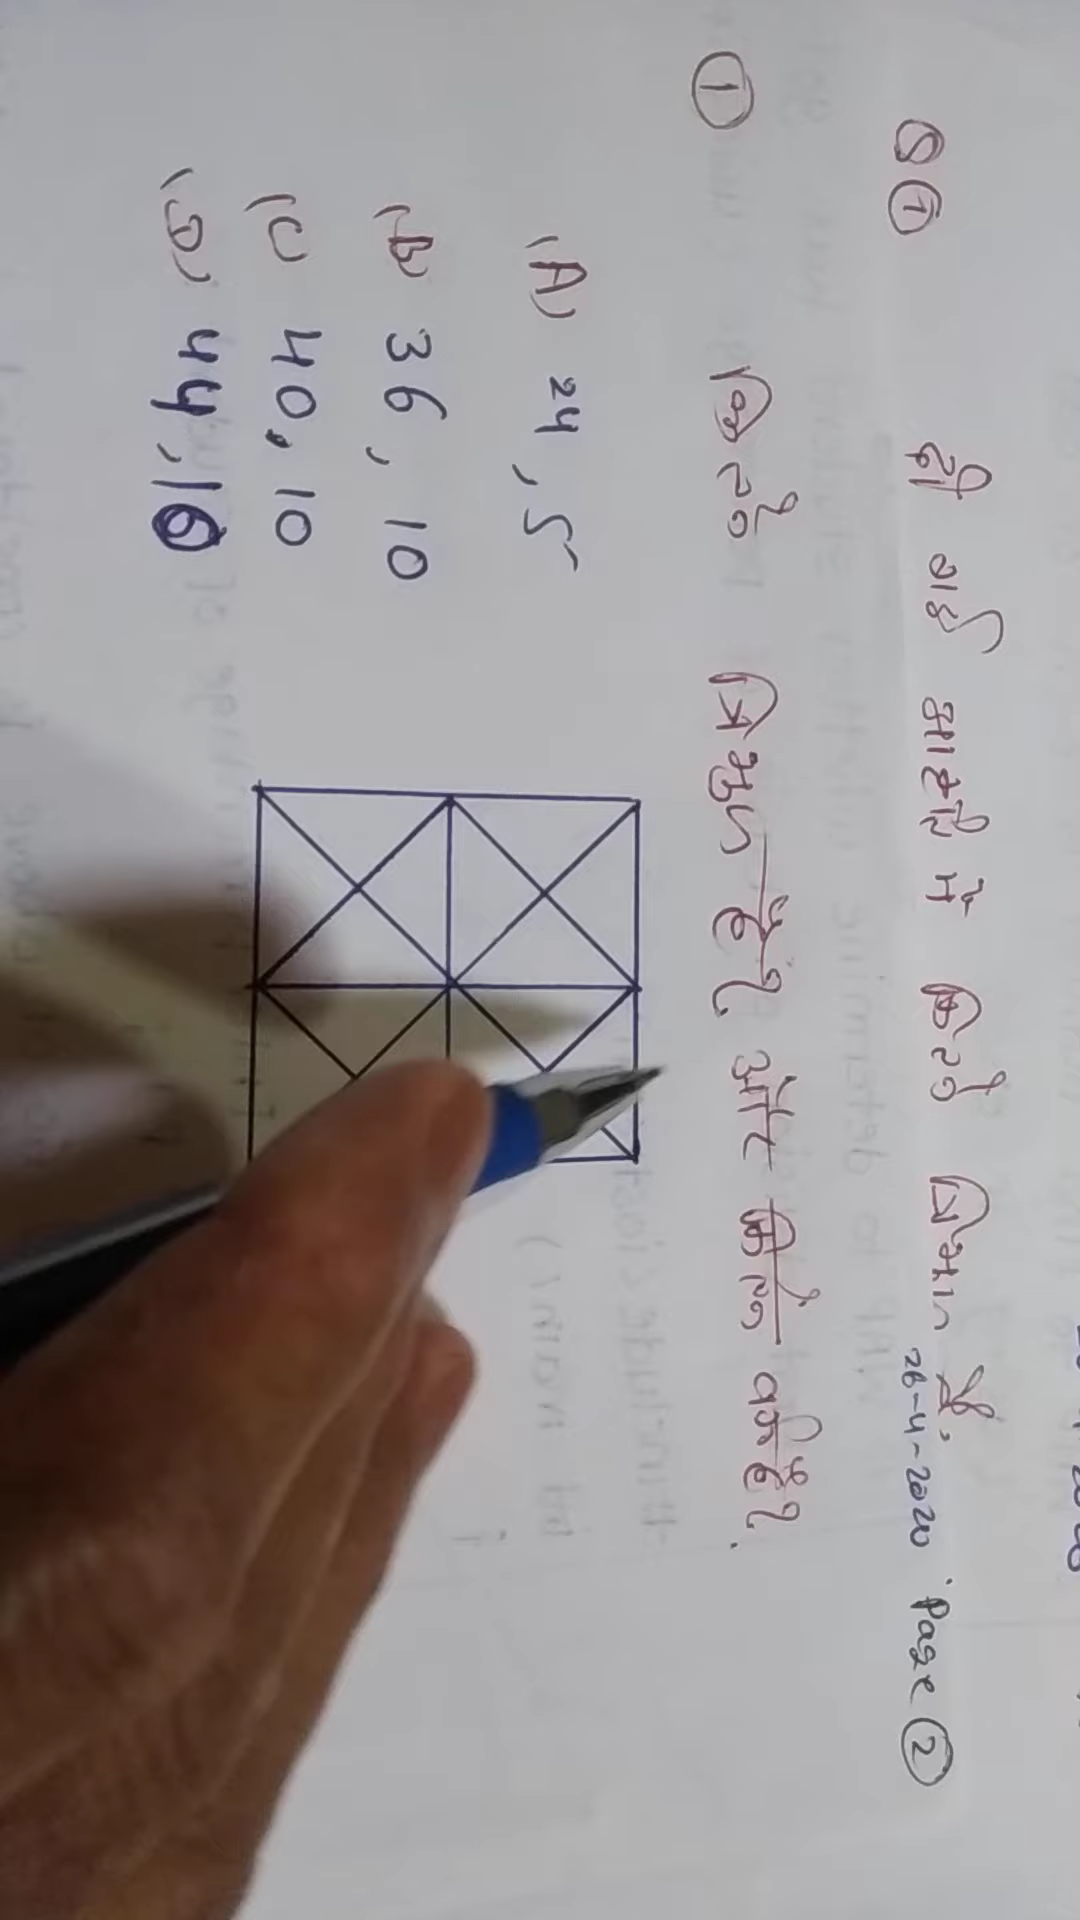 Q ①
दी गई आकृति में कितने त्रिभुज हैं,
26-4-2020 Page ②
① कितने त्रिभुज हैं? और कितने वर्ग हैं?
(A) 24, 5
(B) 36, 10
(C) 40, 10
(D) 44, 10